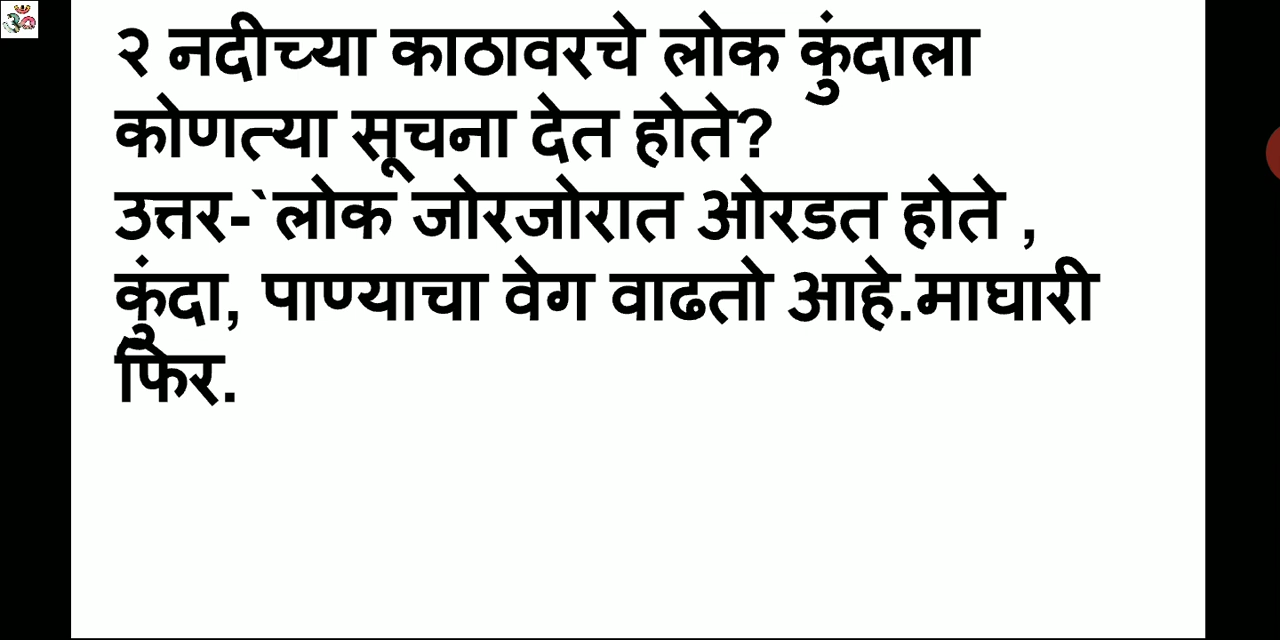 २ नदीच्या काठावरचे लोक कुंदाला
कोणत्या सूचना देत होते?
उत्तर-`लोक जोरजोरात ओरडत होते ,
कुंदा, पाण्याचा वेग वाढतो आहे.माघारी
फिर.